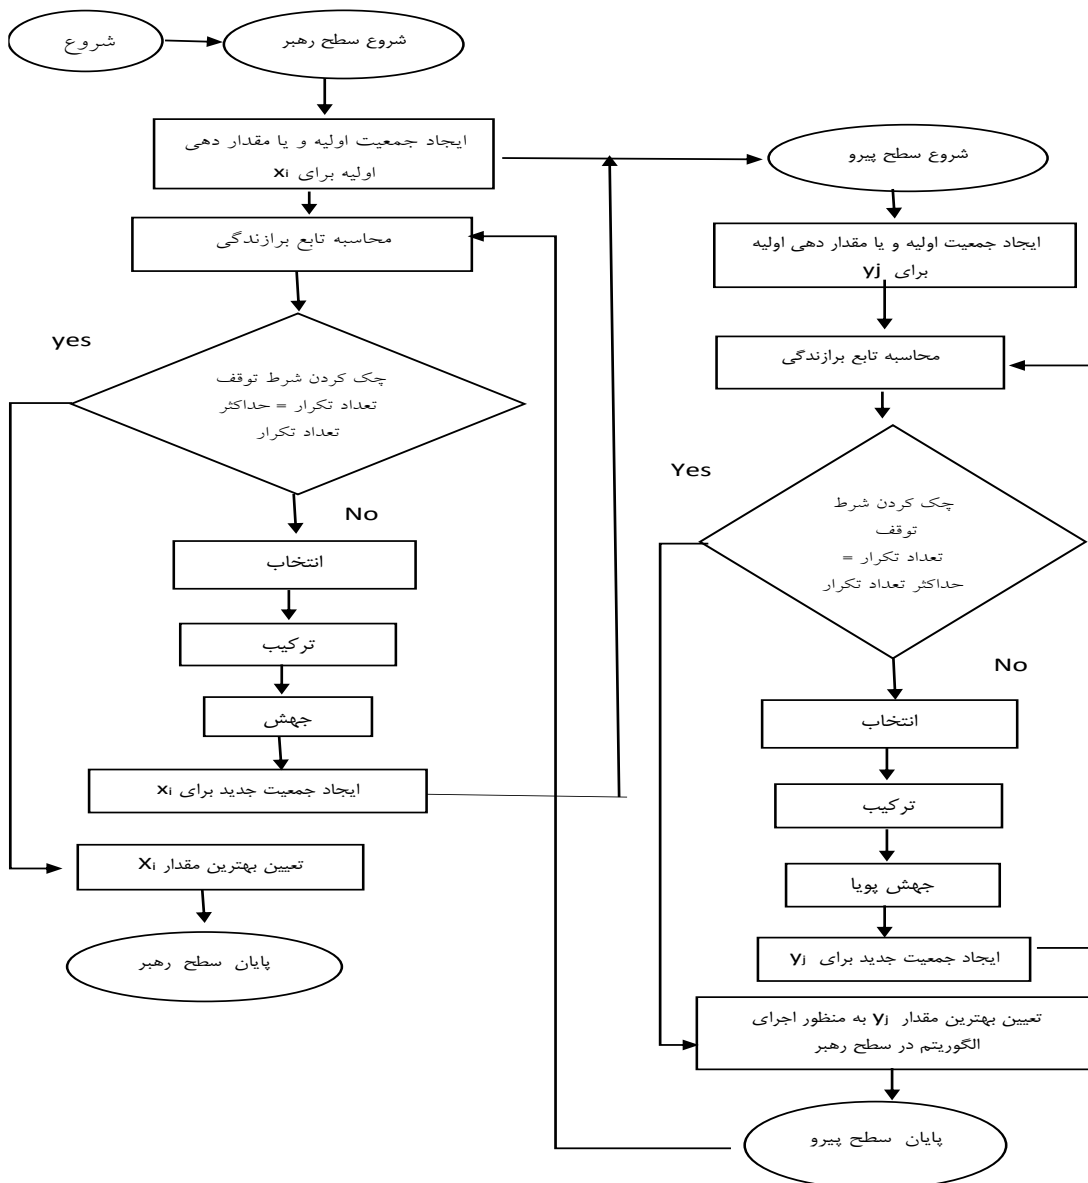 شروع
شروع سطح رهبر
ایجاد جمعیت اولیه و یا مقدار دهی
اولیه برای xi
محاسبه تابع برازندگی
yes
چک کردن شرط توقف
تعداد تکرار = حداکثر
تعداد تکرار
No
انتخاب
ترکیب
جهش
ایجاد جمعیت جدید برای xi
تعیین بهترین مقدار xi
پایان سطح رهبر
شروع سطح پیرو
ایجاد جمعیت اولیه و یا مقدار دهی اولیه
برای yj
محاسبه تابع برازندگی
Yes
چک کردن شرط
توقف
تعداد تکرار =
حداکثر تعداد تکرار
No
انتخاب
ترکیب
جهش پویا
ایجاد جمعیت جدید برای yj
تعیین بهترین مقدار yj به منظور اجرای
الگوریتم در سطح رهبر
پایان سطح پیرو